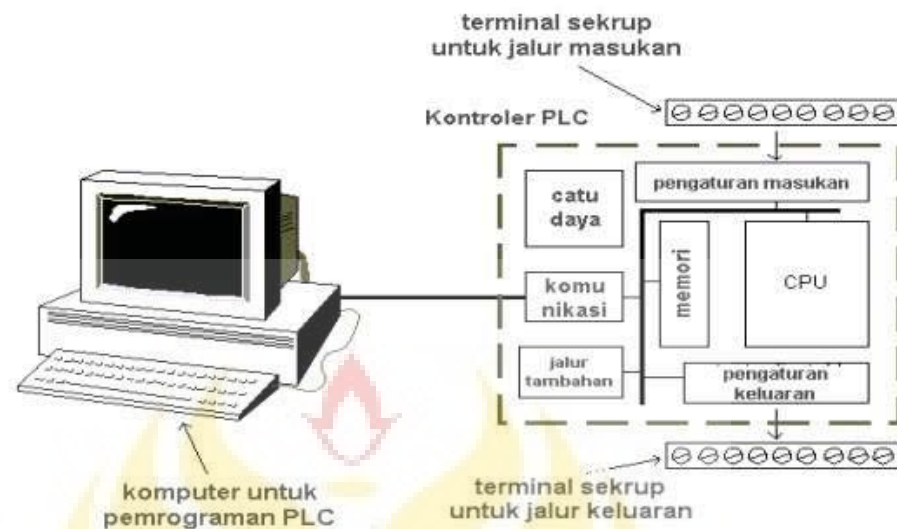 terminal sekrup
untuk jalur masukan
Kontroler PLC
pengaturan masukan
catu
daya
komu
nikasi
memori
CPU
jalur
tambahan
pengaturan
keluaran
komputer untuk
pemrograman PLC
terminal sekrup
untuk jalur keluaran